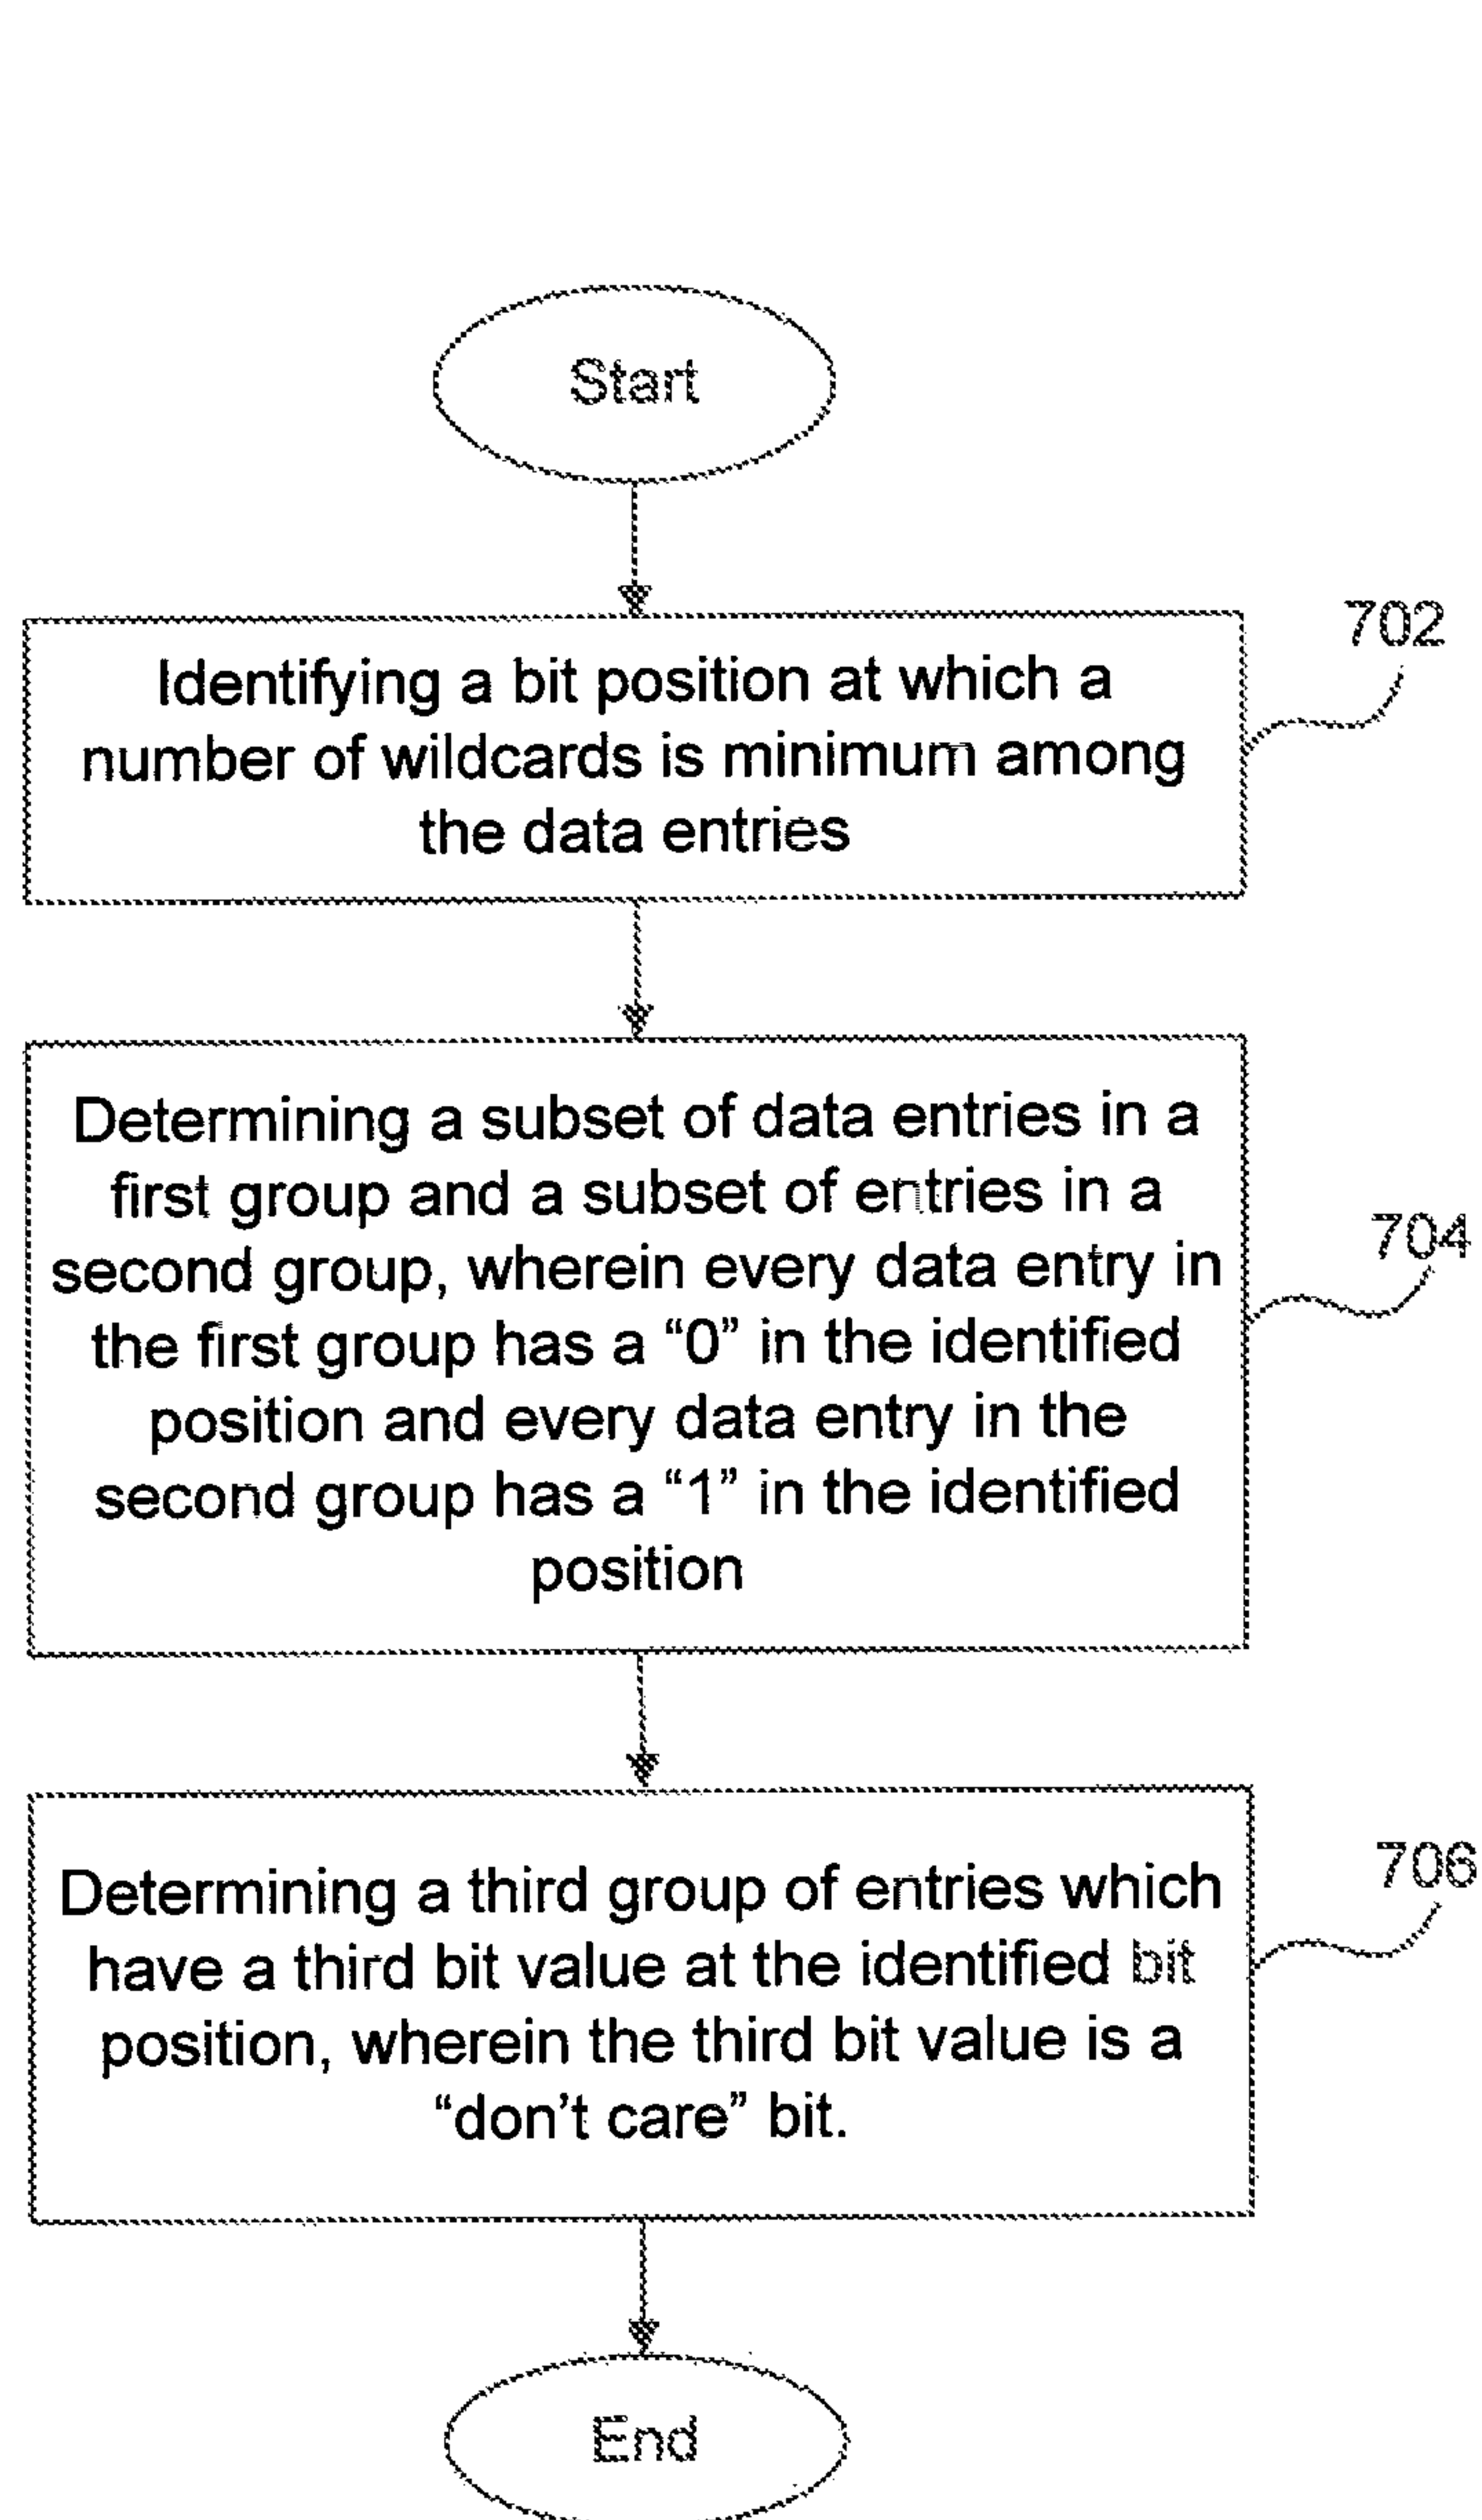 Start
702
Identifying a bit position at which a
number of wildcards is minimum among
the data entries
Determining a subset of data entries in a
first group and a subset of entries in a
second group, wherein every data entry in
the first group has a “0” in the identified
position and every data entry in the
second group has a “1” in the identified
position
704
Determining a third group of entries which
have a third bit value at the identified bit
position, wherein the third bit value is a
“don’t care” bit.
706
End